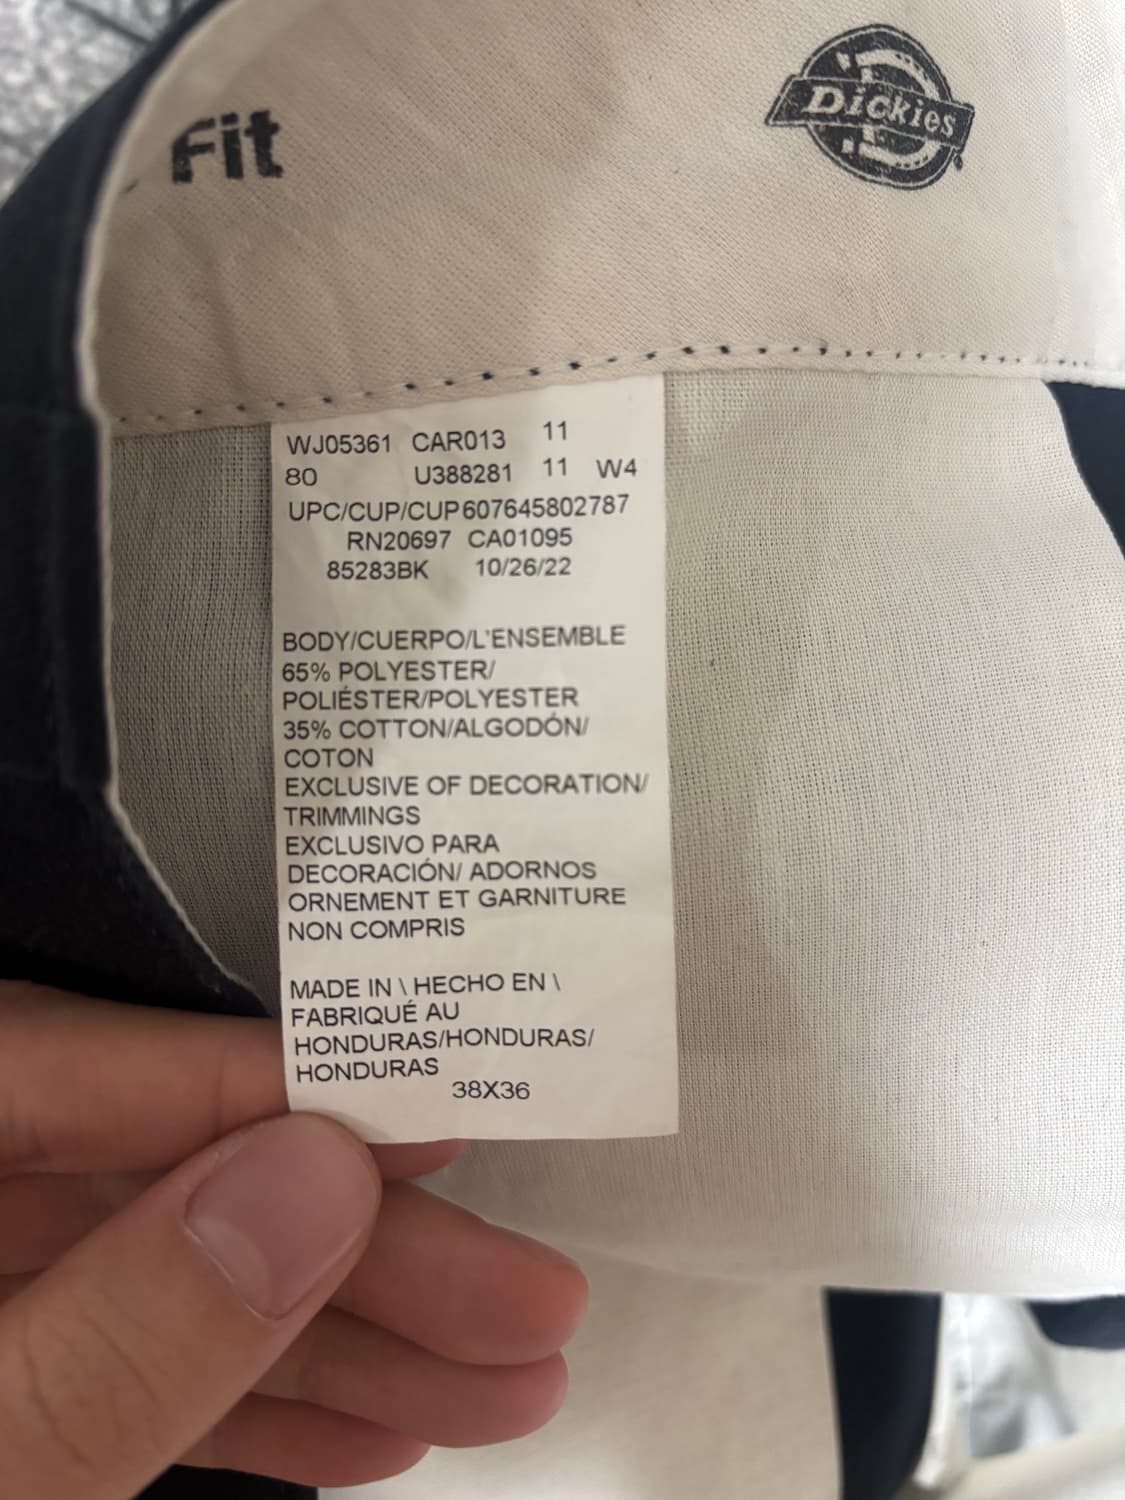 Fit
Dickies
WJ05361 CAR013 11
80 U388281 11 W4
UPC/CUP/CUP607645802787
RN20697 CA01095
85283BK 10/26/22
BODY/CUERPO/L'ENSEMBLE
65% POLYESTER/
POLIÉSTER/POLYESTER
35% COTTON/ALGODÓN/
COTON
EXCLUSIVE OF DECORATION/
TRIMMINGS
EXCLUSIVO PARA
DECORACIÓN/ ADORNOS
ORNEMENT ET GARNITURE
NON COMPRIS
MADE IN \ HECHO EN \
FABRIQUÉ AU
HONDURAS/HONDURAS/
HONDURAS
38X36